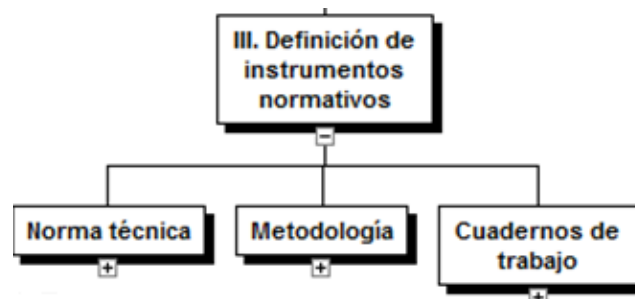 III. Definición de
instrumentos
normativos
Norma técnica
Metodología
Cuadernos de
trabajo